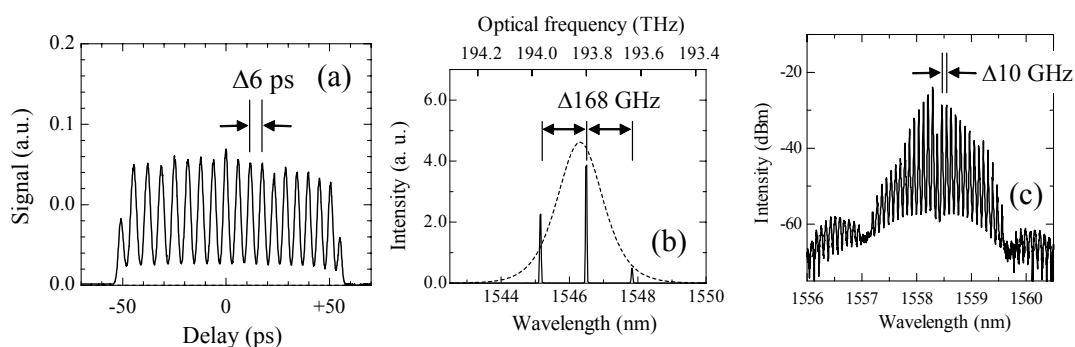 0.2
0.1
0.0
0.0
Signal (a.u.)
(a)
Δ6 ps
-50
0
+50
Delay (ps)
Optical frequency (THz)
194.2
194.0
193.8
193.6
193.4
6.0
4.0
2.0
0.0
Intensity (a. u.)
Δ168 GHz
(b)
1544
1546
1548
1550
Wavelength (nm)
-20
-40
-60
Intensity (dBm)
Δ10 GHz
(c)
1556
1557
1558
1559
1560
Wavelength (nm)